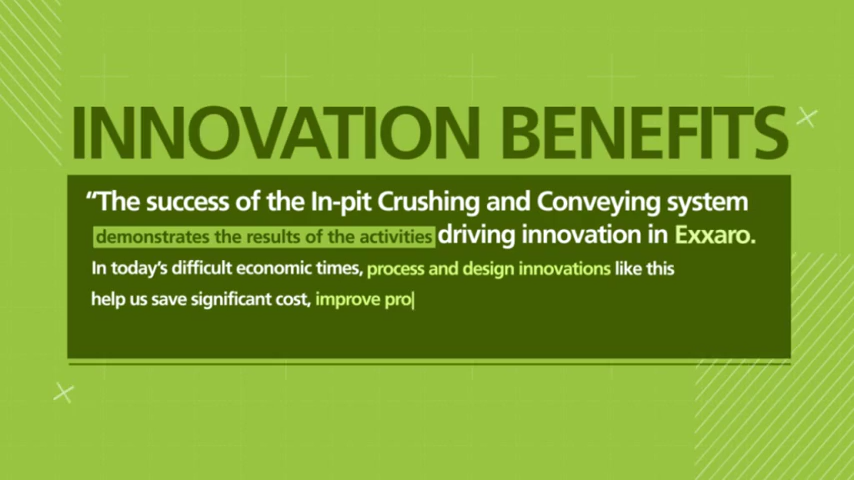 INNOVATION BENEFITS
“The success of the In-pit Crushing and Conveying system
demonstrates the results of the activities driving innovation in Exxaro.
In today’s difficult economic times, process and design innovations like this
help us save significant cost, improve pro